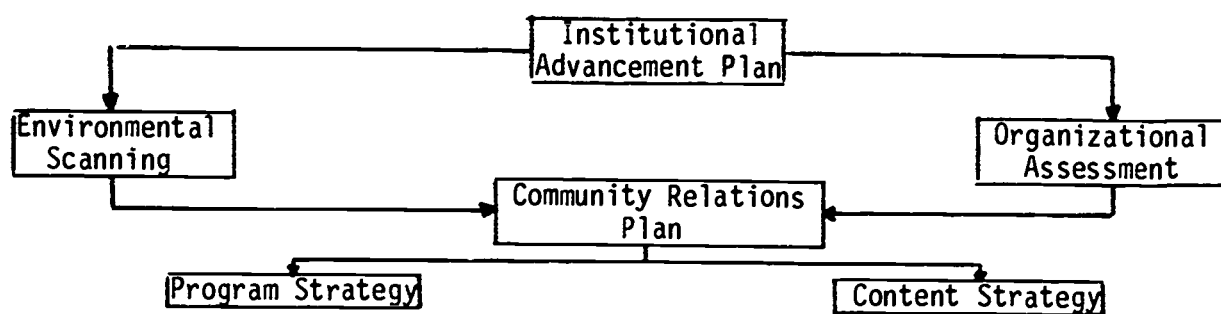 Institutional
Advancement Plan
Environmental
Scanning
Organizational
Assessment
Community Relations
Plan
Program Strategy
Content Strategy